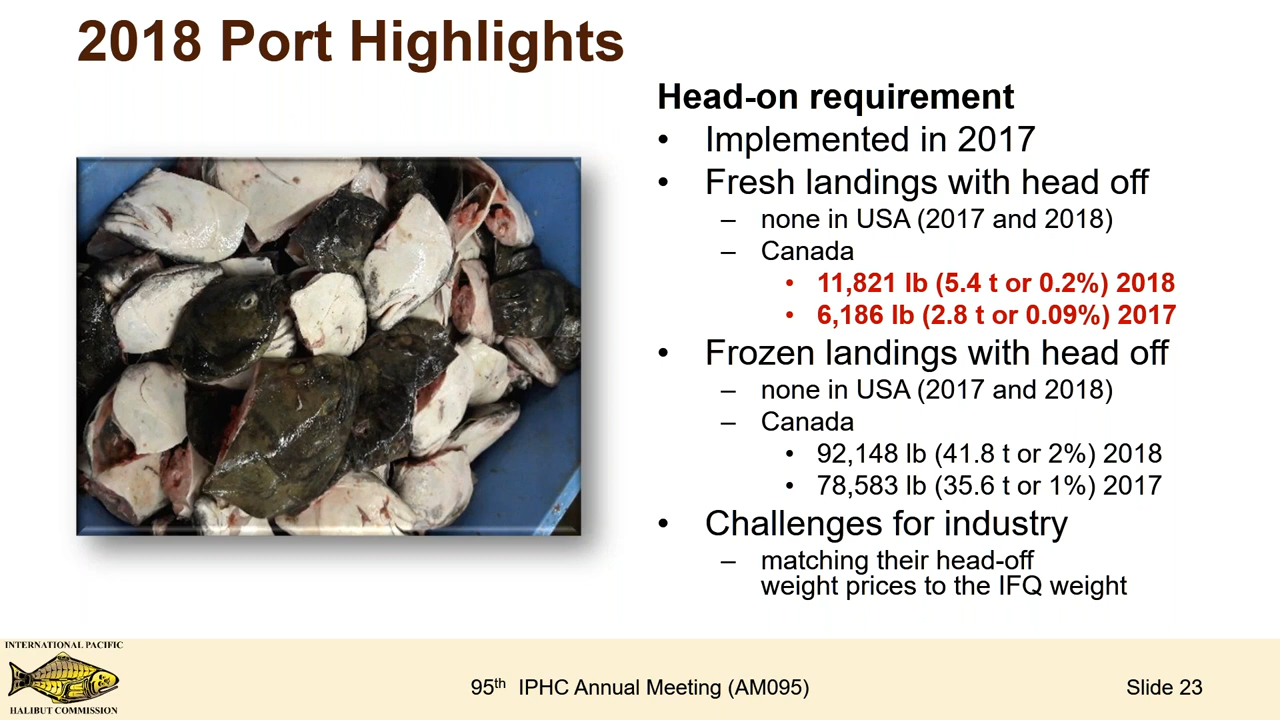 2018 Port Highlights
Head-on requirement
• Implemented in 2017
• Fresh landings with head off
– none in USA (2017 and 2018)
– Canada
• 11,821 lb (5.4 t or 0.2%) 2018
• 6,186 lb (2.8 t or 0.09%) 2017
• Frozen landings with head off
– none in USA (2017 and 2018)
– Canada
• 92,148 lb (41.8 t or 2%) 2018
• 78,583 lb (35.6 t or 1%) 2017
• Challenges for industry
– matching their head-off
weight prices to the IFQ weight
INTERNATIONAL PACIFIC
HALIBUT COMMISSION
95th IPHC Annual Meeting (AM095)
Slide 23